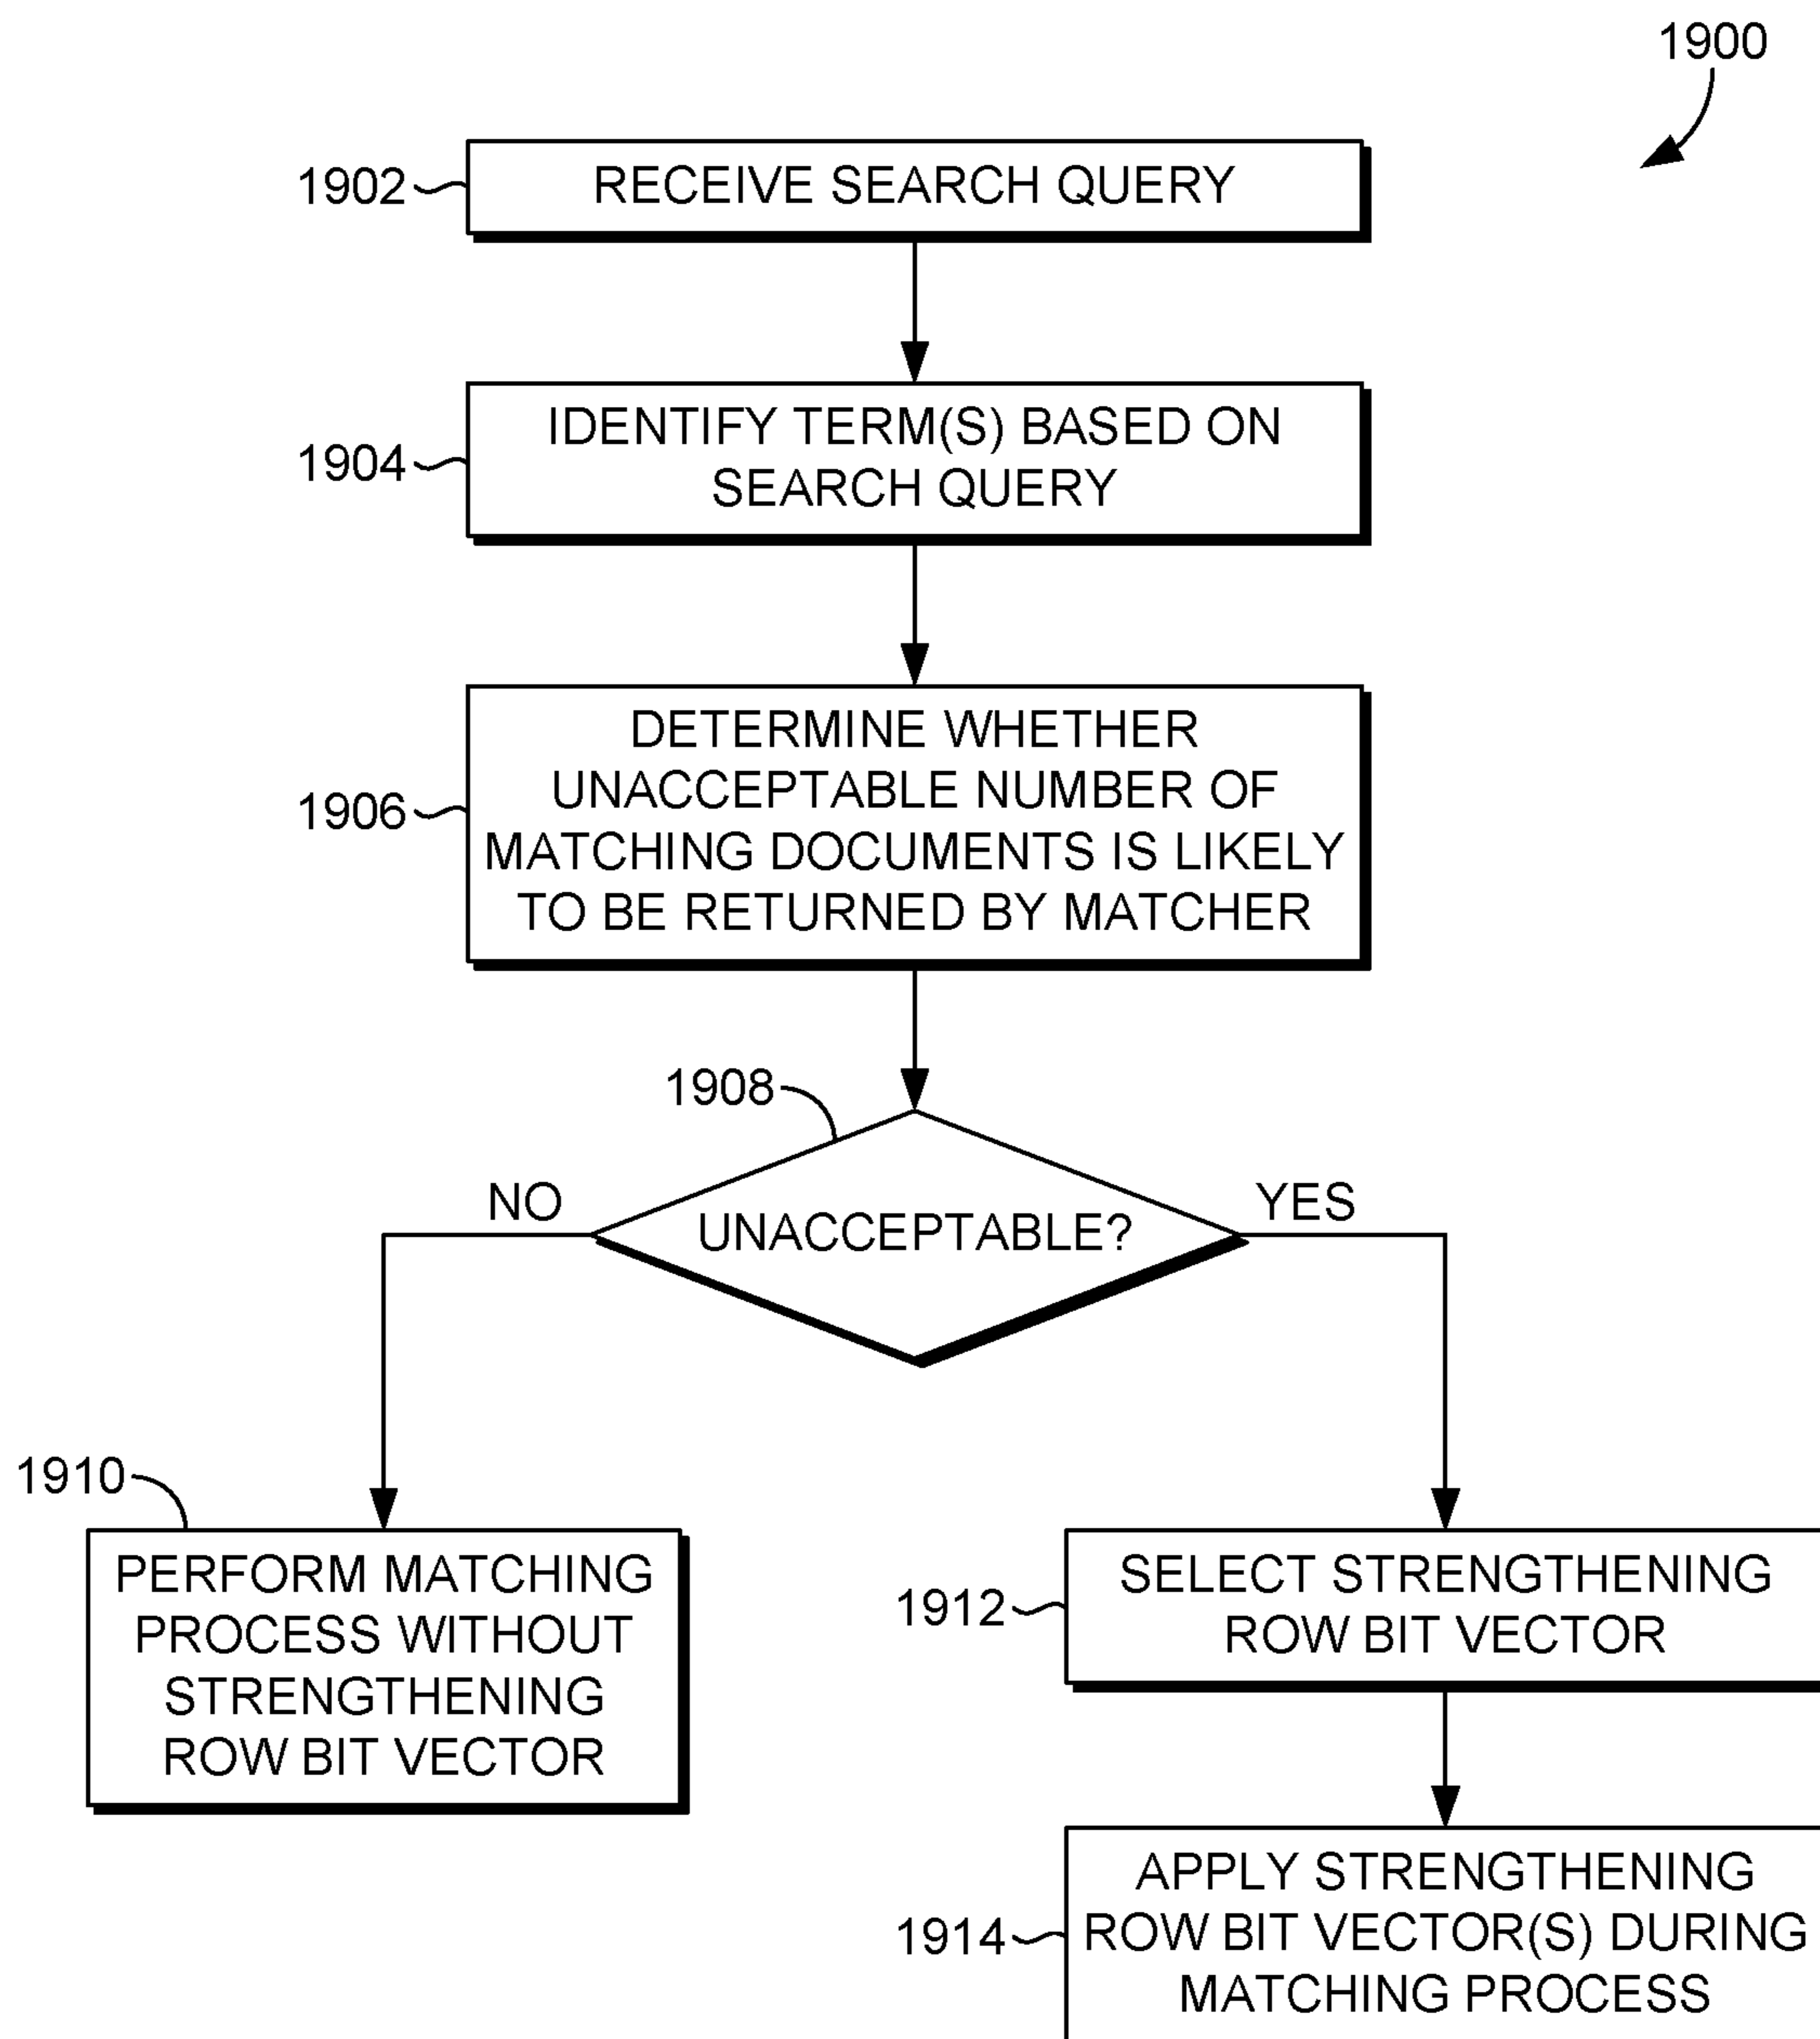 1900
1902
RECEIVE SEARCH QUERY
1904
IDENTIFY TERM(S) BASED ON
SEARCH QUERY
1906
DETERMINE WHETHER
UNACCEPTABLE NUMBER OF
MATCHING DOCUMENTS IS LIKELY
TO BE RETURNED BY MATCHER
1908
NO
UNACCEPTABLE?
YES
1910
PERFORM MATCHING
PROCESS WITHOUT
STRENGTHENING
ROW BIT VECTOR
1912
SELECT STRENGTHENING
ROW BIT VECTOR
1914
APPLY STRENGTHENING
ROW BIT VECTOR(S) DURING
MATCHING PROCESS